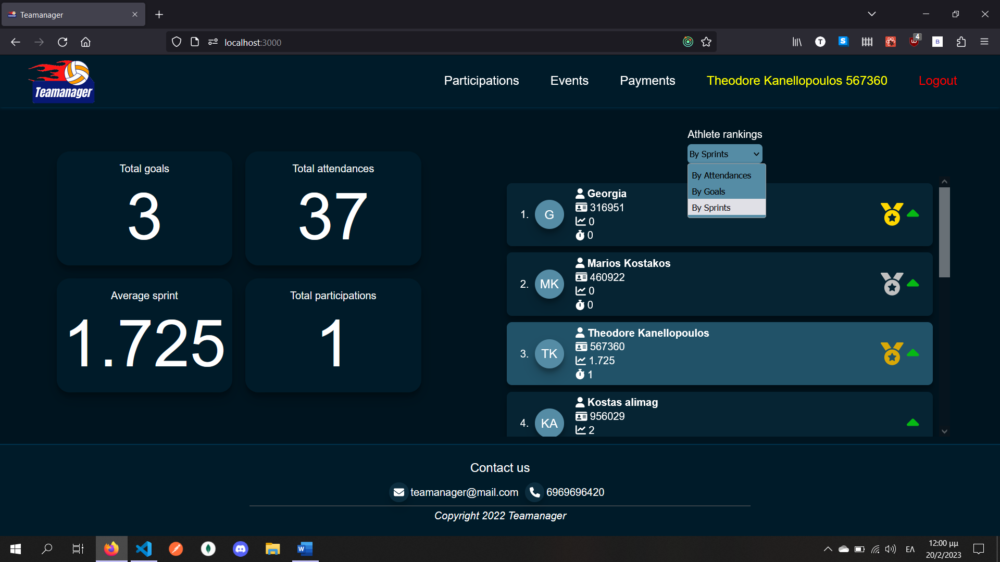 Teamanager
localhost:3000
4
Teamanager
Participations
Events
Payments
Theodore Kanellopoulos 567360
Logout
Total goals
3
Total attendances
37
Average sprint
1.725
Total participations
1
Athlete rankings
By Sprints
By Attendances
By Goals
By Sprints
1.
G
Georgia
316951
0
0
2.
MK
Marios Kostakos
460922
0
0
3.
TK
Theodore Kanellopoulos
567360
1.725
1
4.
KA
Kostas alimag
956029
2
Contact us
teamanager@mail.com
6969696420
Copyright 2022 Teamanager
ΕΛ
12:00 μμ
20/2/2023